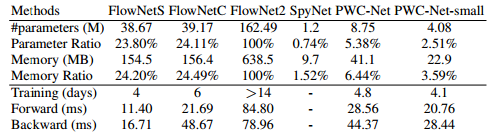 Methods FlowNetS FlowNetC FlowNet2 SpyNet PWC-Net PWC-Net-small
#parameters (M) 38.67 39.17 162.49 1.2 8.75 4.08
Parameter Ratio 23.80% 24.11% 100% 0.74% 5.38% 2.51%
Memory (MB) 154.5 156.4 638.5 9.7 41.1 22.9
Memory Ratio 24.20% 24.49% 100% 1.52% 6.44% 3.59%
Training (days) 4 6 >14 - 4.8 4.1
Forward (ms) 11.40 21.69 84.80 - 28.56 20.76
Backward (ms) 16.71 48.67 78.96 - 44.37 28.44